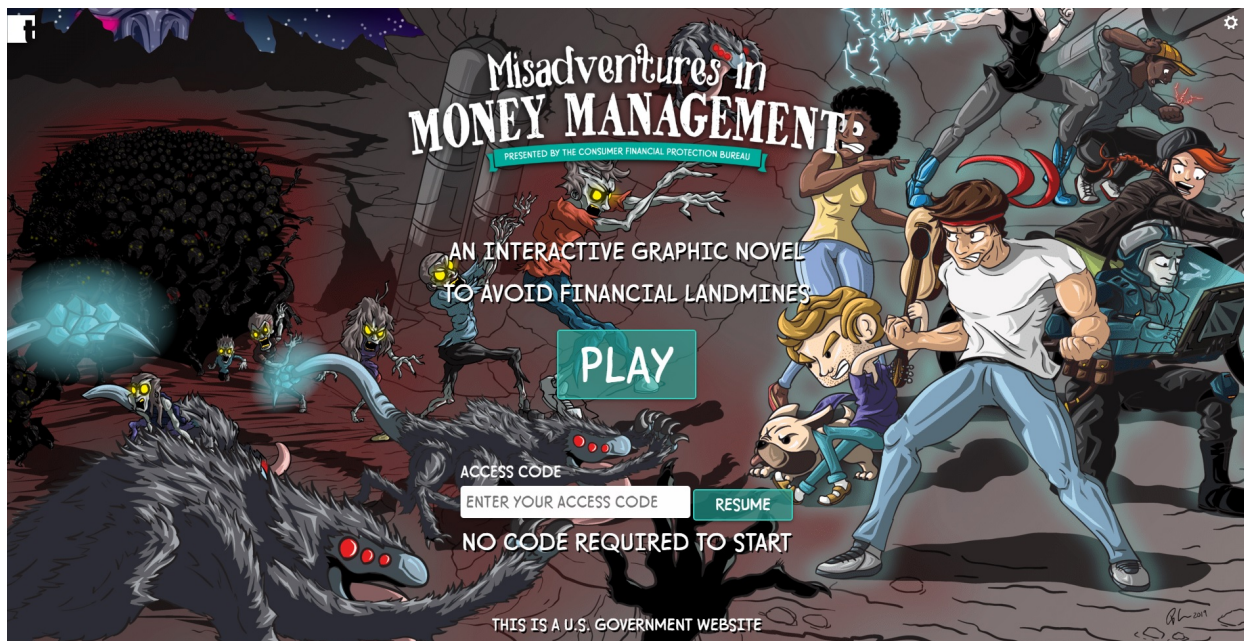 Misadventures in
MONEY MANAGEMENT
PRESENTED BY THE CONSUMER FINANCIAL PROTECTION BUREAU
AN INTERACTIVE GRAPHIC NOVEL
TO AVOID FINANCIAL LANDMINES
PLAY
ACCESS CODE
ENTER YOUR ACCESS CODE
RESUME
NO CODE REQUIRED TO START
THIS IS A U.S. GOVERNMENT WEBSITE
2019